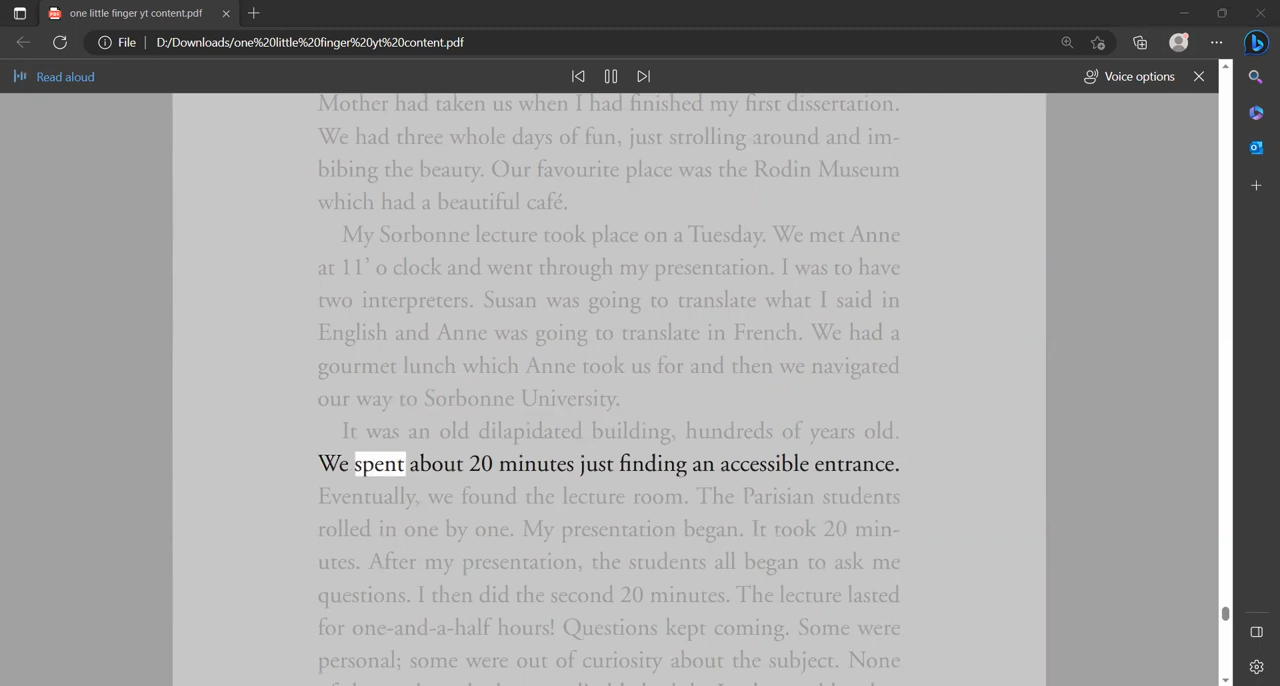 one little finger yt content.pdf
File
D:/Downloads/one%20little%20finger%20yt%20content.pdf
Read aloud
Voice options
Mother had taken us when I had finished my first dissertation.
We had three whole days of fun, just strolling around and im-
bibing the beauty. Our favourite place was the Rodin Museum
which had a beautiful café.
My Sorbonne lecture took place on a Tuesday. We met Anne
at 11’ o clock and went through my presentation. I was to have
two interpreters. Susan was going to translate what I said in
English and Anne was going to translate in French. We had a
gourmet lunch which Anne took us for and then we navigated
our way to Sorbonne University.
It was an old dilapidated building, hundreds of years old.
We spent about 20 minutes just finding an accessible entrance.
Eventually, we found the lecture room. The Parisian students
rolled in one by one. My presentation began. It took 20 min-
utes. After my presentation, the students all began to ask me
questions. I then did the second 20 minutes. The lecture lasted
for one-and-a-half hours! Questions kept coming. Some were
personal; some were out of curiosity about the subject. None